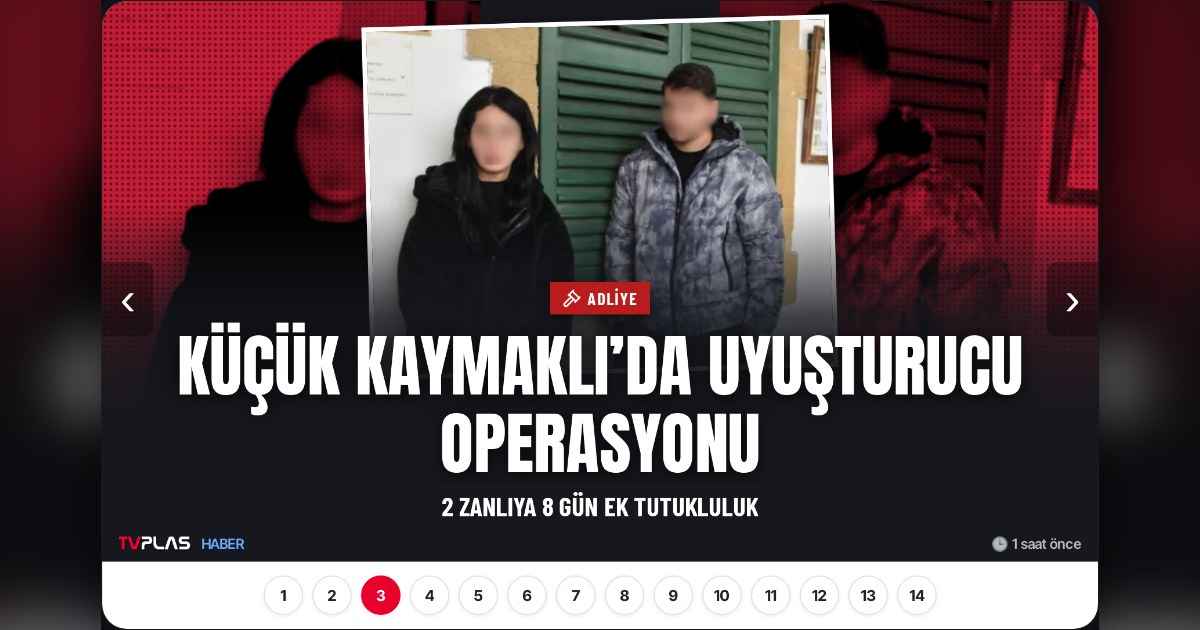 ADLİYE
KÜÇÜK KAYMAKLI'DA UYUŞTURUCU
OPERASYONU
2 ZANLIYA 8 GÜN EK TUTUKLULUK
TVPLAS HABER
1 saat önce
1 2 3 4 5 6 7 8 9 10 11 12 13 14